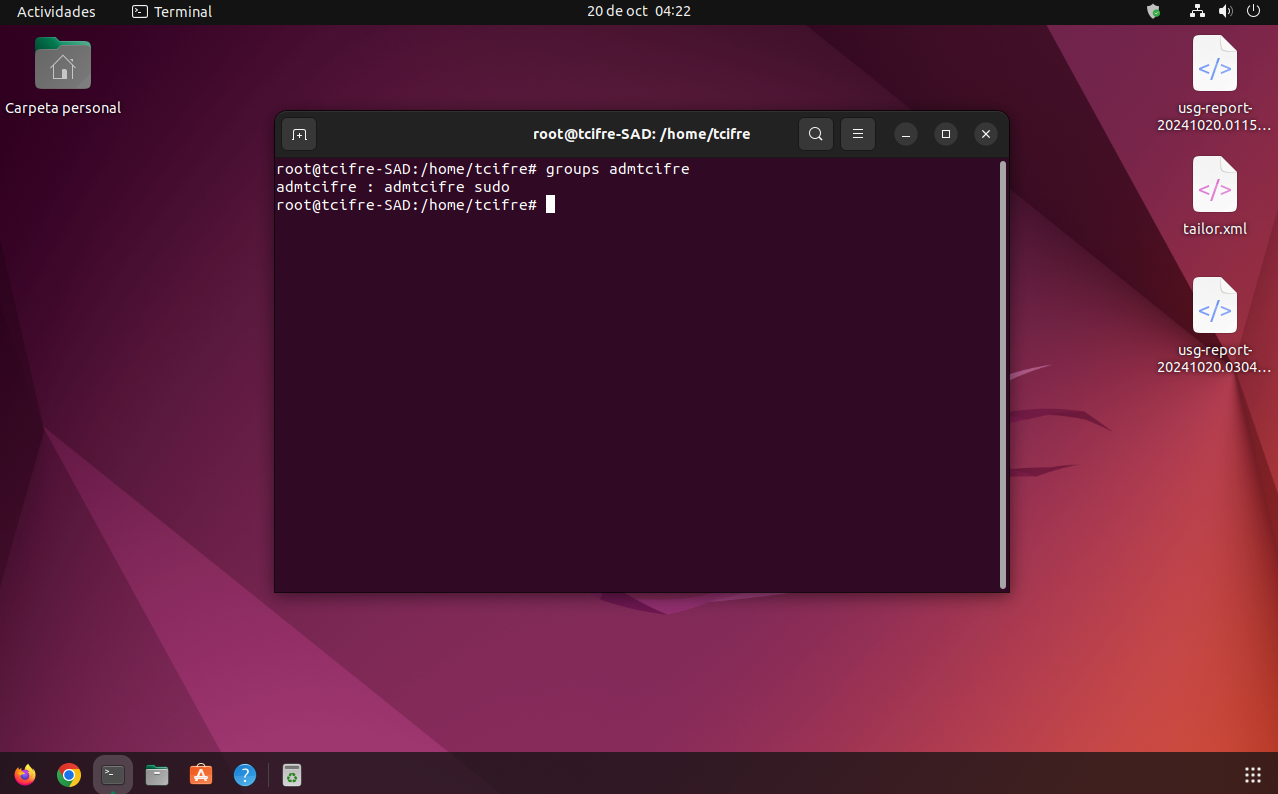 Actividades
Terminal
20 de oct 04:22
Carpeta personal
usg-report-
20241020.0115...
tailor.xml
usg-report-
20241020.0304...
root@tcifre-SAD: /home/tcifre
root@tcifre-SAD:/home/tcifre# groups admtcifre
admtcifre : admtcifre sudo
root@tcifre-SAD:/home/tcifre#